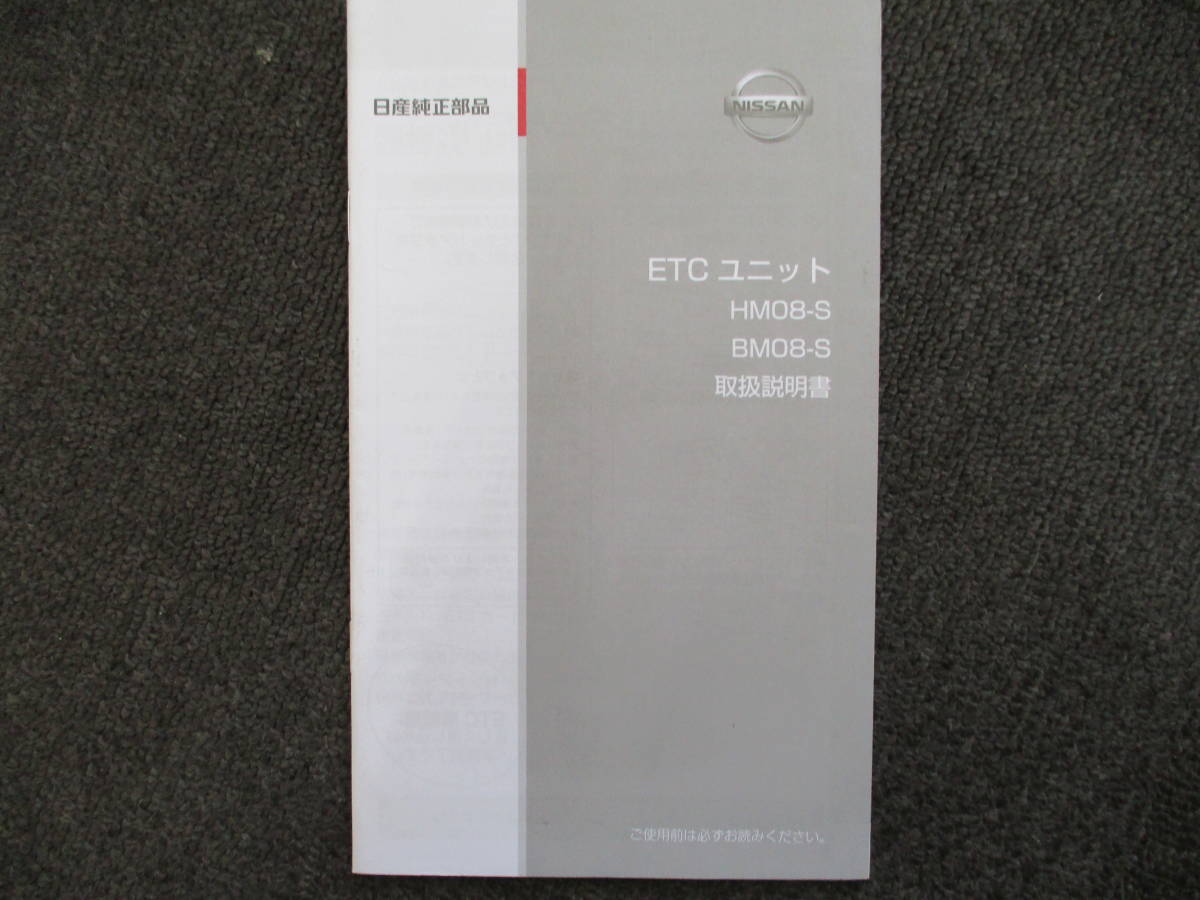 日産純正部品
NISSAN
ETC ユニット
HM08-S
BM08-S
取扱説明書
ご使用前は必ずお読みください。